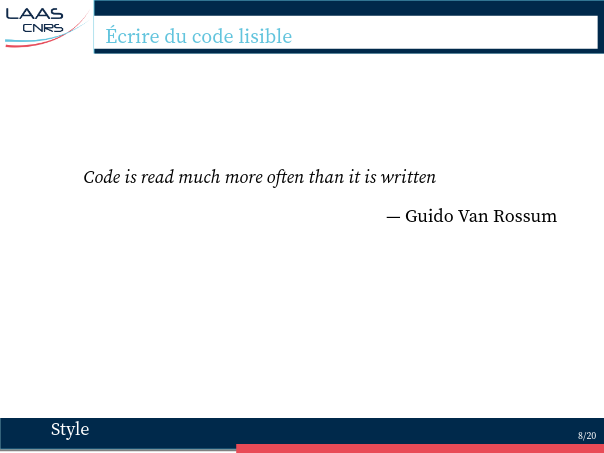 LAAS
CNRS
Écrire du code lisible
Code is read much more often than it is written
— Guido Van Rossum
Style
8/20